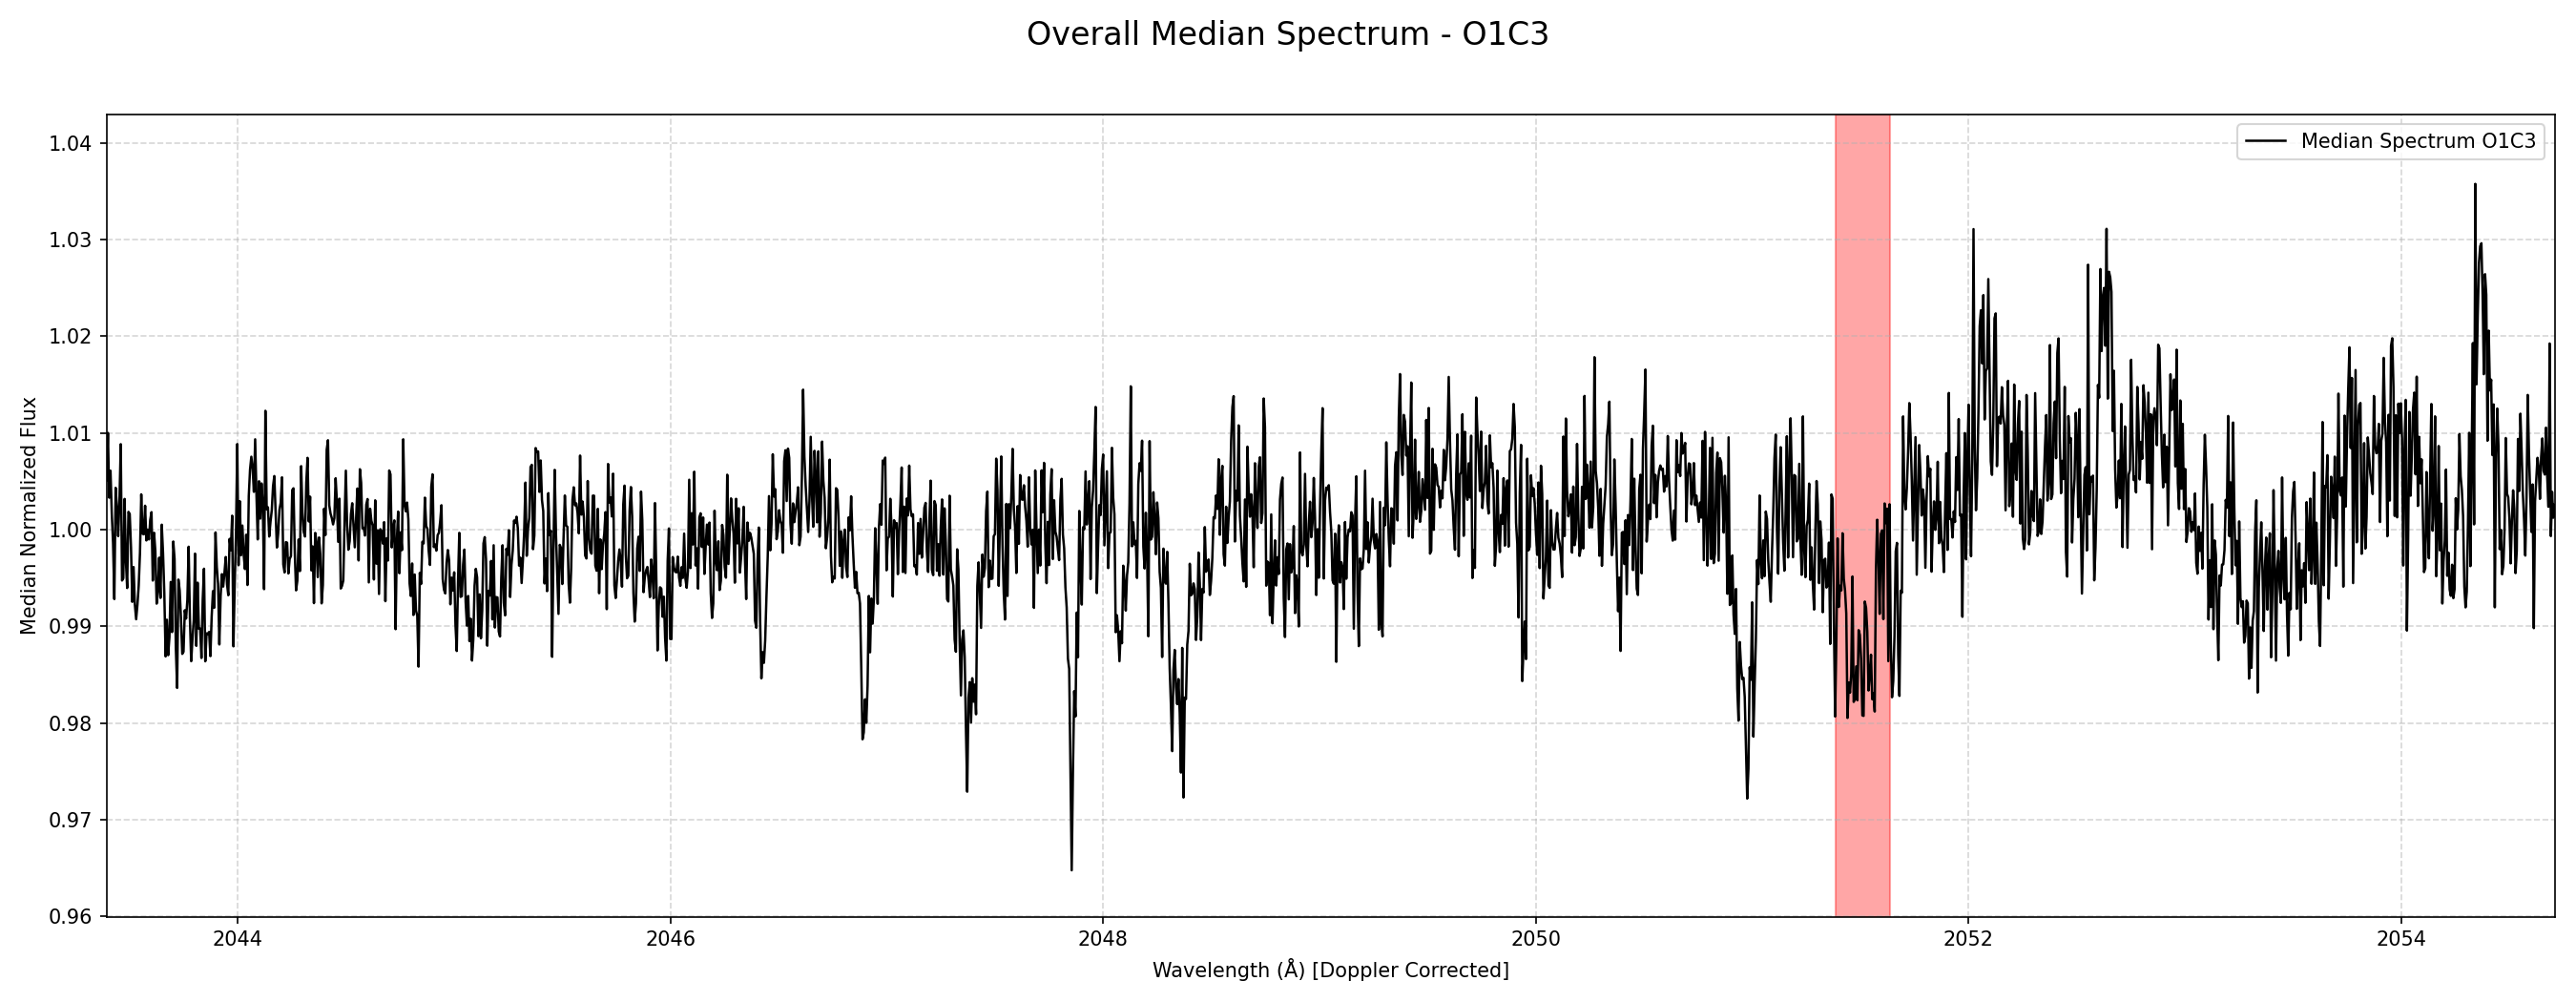 Overall Median Spectrum - O1C3
Median Spectrum O1C3
Median Normalized Flux
1.04
1.03
1.02
1.01
1.00
0.99
0.98
0.97
0.96
2044 2046 2048 2050 2052 2054
Wavelength (Å) [Doppler Corrected]